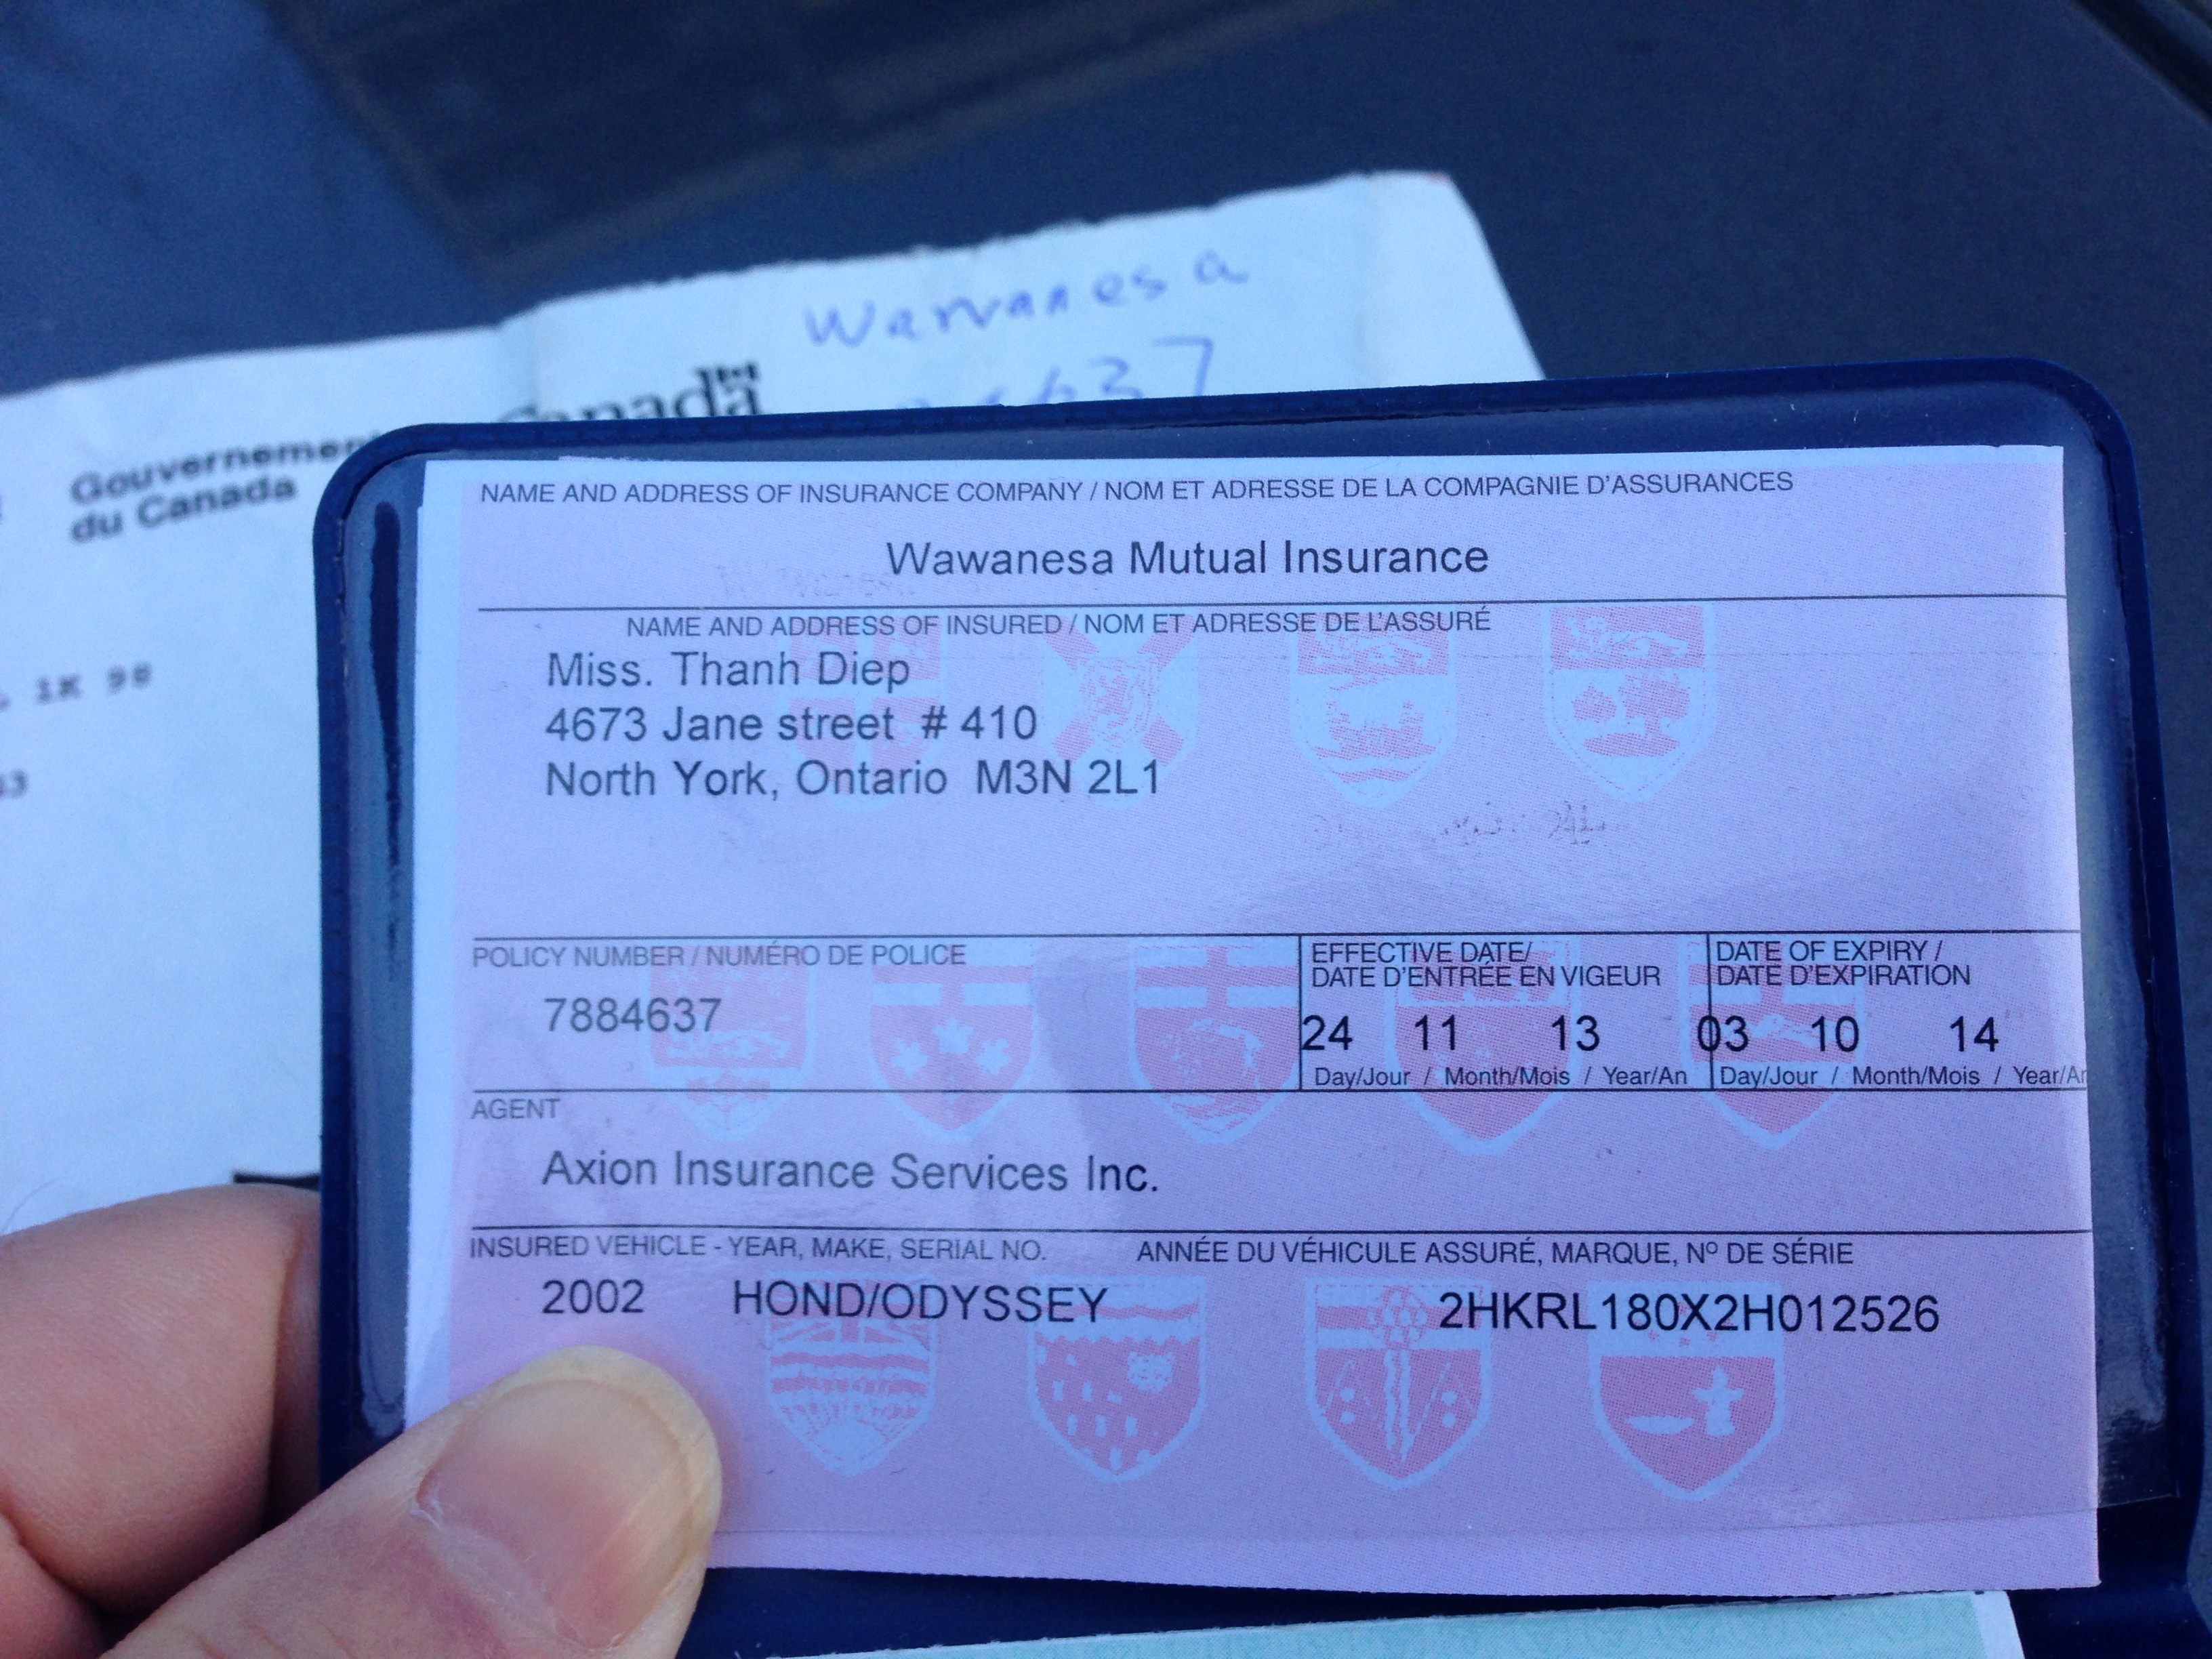 Warvanesa
637
Canada
Gouvernement
du Canada
1K 98
NAME AND ADDRESS OF INSURANCE COMPANY / NOM ET ADRESSE DE LA COMPAGNIE D'ASSURANCES
Wawanesa Mutual Insurance
NAME AND ADDRESS OF INSURED / NOM ET ADRESSE DE L'ASSURÉ
Miss. Thanh Diep
4673 Jane street # 410
North York, Ontario M3N 2L1
POLICY NUMBER / NUMÉRO DE POLICE
7884637
EFFECTIVE DATE/
DATE D'ENTRÉE EN VIGEUR
24 11 13
Day/Jour / Month/Mois / Year/An
DATE OF EXPIRY /
DATE D'EXPIRATION
03 10 14
Day/Jour / Month/Mois / Year/An
AGENT
Axion Insurance Services Inc.
INSURED VEHICLE - YEAR, MAKE, SERIAL NO. ANNÉE DU VÉHICULE ASSURÉ, MARQUE, Nº DE SÉRIE
2002 HOND/ODYSSEY 2HKRL180X2H012526